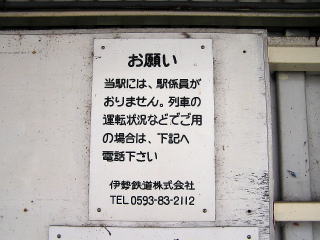 お願い
当駅には、駅係員が
おりません。列車の
運転状況などでご用
の場合は、下記へ
電話下さい
伊勢鉄道株式会社
TEL 0593-83-2112